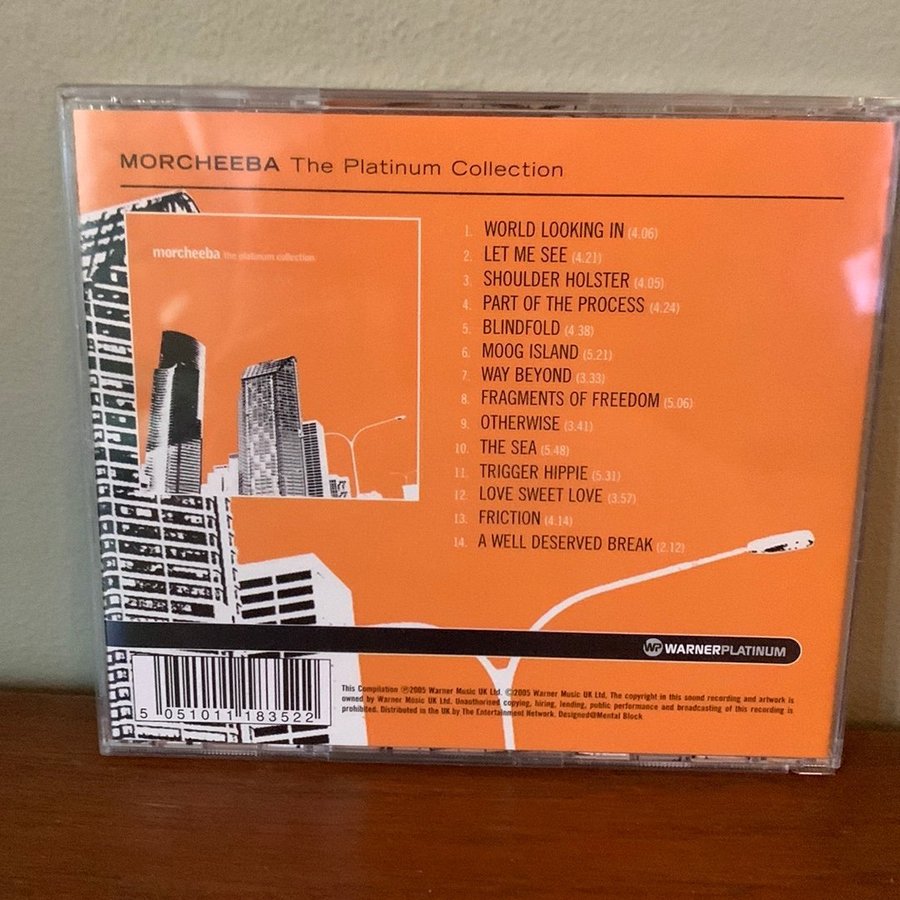 MORCHEEBA The Platinum Collection
morcheeba the platinum collection
1. WORLD LOOKING IN (4.06)
2. LET ME SEE (4.21)
3. SHOULDER HOLSTER (4.05)
4. PART OF THE PROCESS (4.24)
5. BLINDFOLD (4.38)
6. MOOG ISLAND (5.21)
7. WAY BEYOND (3.33)
8. FRAGMENTS OF FREEDOM (5.06)
9. OTHERWISE (3.41)
10. THE SEA (5.48)
11. TRIGGER HIPPIE (5.31)
12. LOVE SWEET LOVE (3.57)
13. FRICTION (4.14)
14. A WELL DESERVED BREAK (2.12)
WP WARNERPLATINUM
5 051011 183522
This Compilation ℗2005 Warner Music UK Ltd. ©2005 Warner Music UK Ltd. The copyright in this sound recording and artwork is
owned by Warner Music UK Ltd. Unauthorised copying, hiring, lending, public performance and broadcasting of this recording is
prohibited. Distributed in the UK by The Entertainment Network. Designed@Mental Block